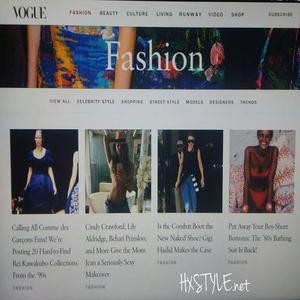 VOGUE
FASHION BEAUTY CULTURE LIVING RUNWAY VIDEO SHOP
SUBSCRIBE
Fashion
VIEW ALL CELEBRITY STYLE SHOPPING STREET STYLE MODELS DESIGNERS TRENDS
Calling All Comme des
Garçons Fans! We're
Posting 20 Hard-to-Find
Rei Kawakubo Collections
From the '90s
FASHION
Cindy Crawford, Lily
Aldridge, Behati Prinsloo,
and More Give the Mom
Jean a Seriously Sexy
Makeover
FASHION
Is the Combat Boot the
New Naked Shoe? Gigi
Hadid Makes the Case
FASHION
Put Away Your Boy-Short
Bottoms: The '80s Bathing
Suit Is Back!
FASHION
HxSTYLE.net